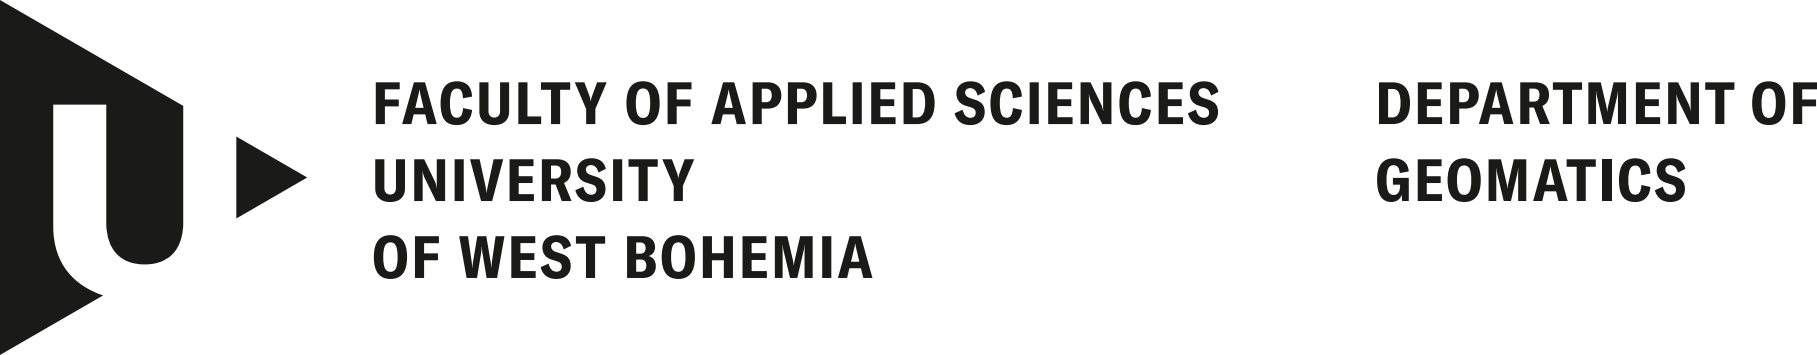 FACULTY OF APPLIED SCIENCES
UNIVERSITY
OF WEST BOHEMIA
DEPARTMENT OF
GEOMATICS